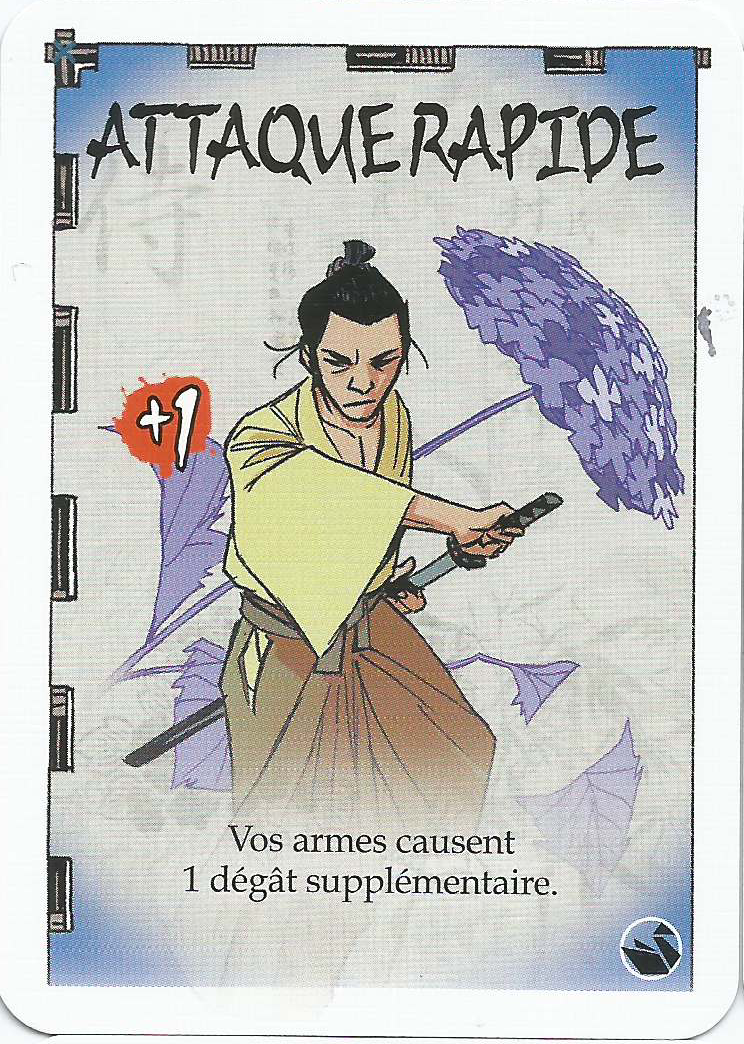 ATTAQUE RAPIDE
+1
Vos armes causent
1 dégât supplémentaire.